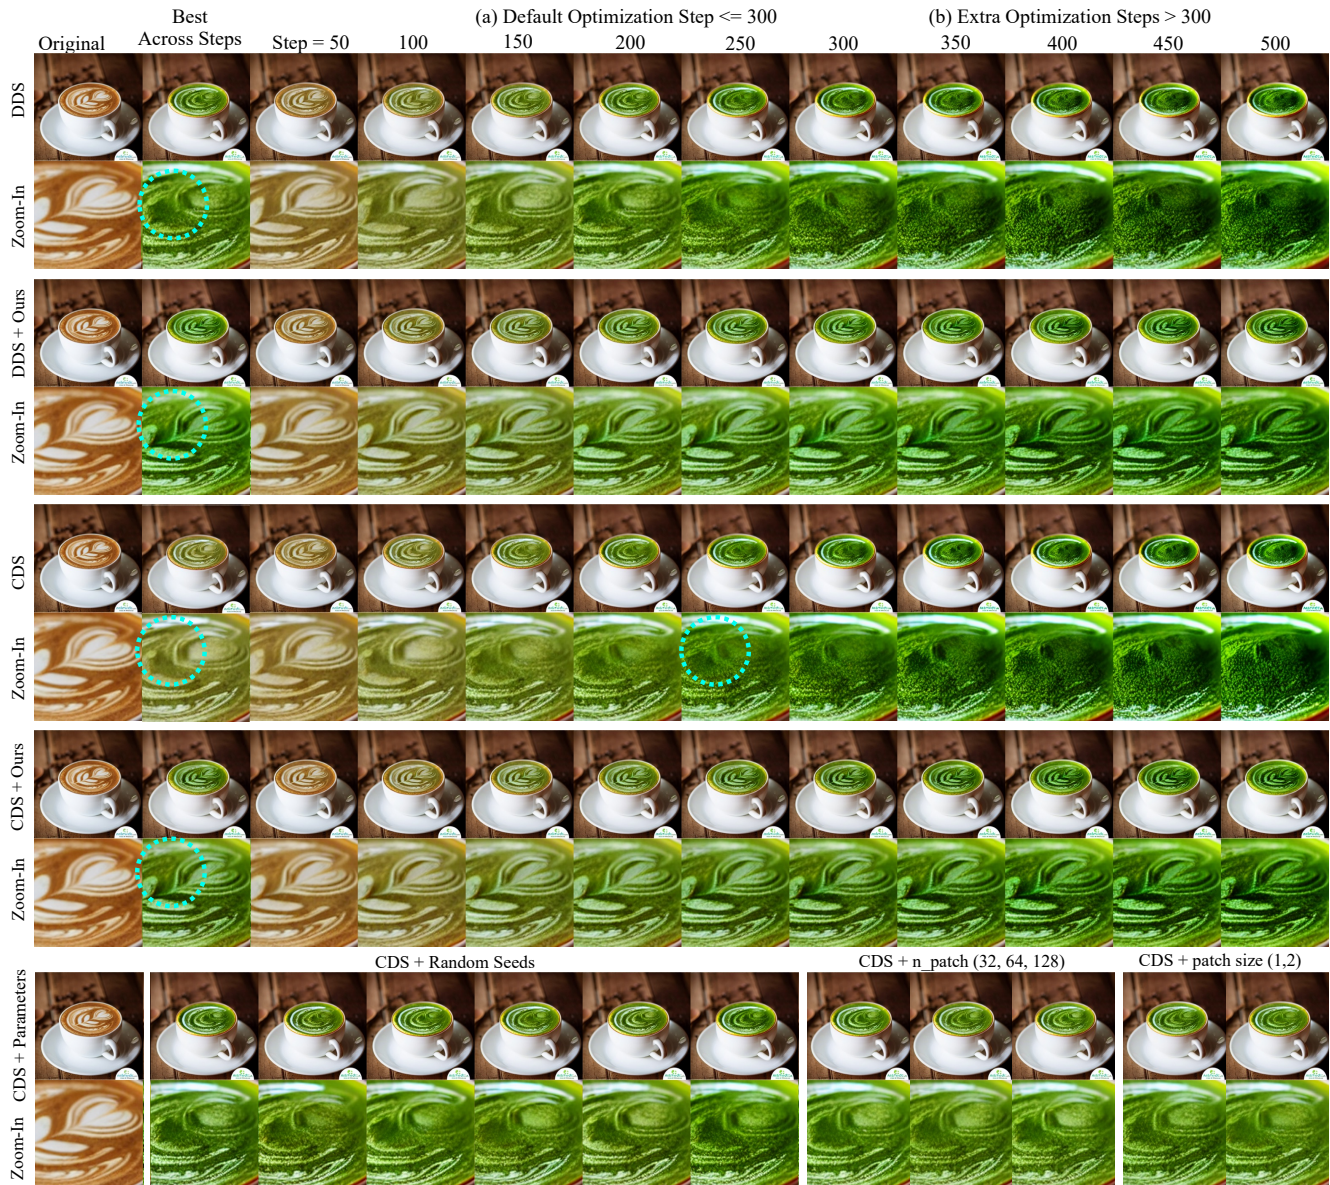 Best
Across Steps
(a) Default Optimization Step <= 300
(b) Extra Optimization Steps > 300
Original
Step = 50
100
150
200
250
300
350
400
450
500
DDS
Zoom-In
DDS + Ours
Zoom-In
CDS
Zoom-In
CDS + Ours
Zoom-In
CDS + Random Seeds
CDS + n_patch (32, 64, 128)
CDS + patch size (1,2)
CDS + Parameters
Zoom-In